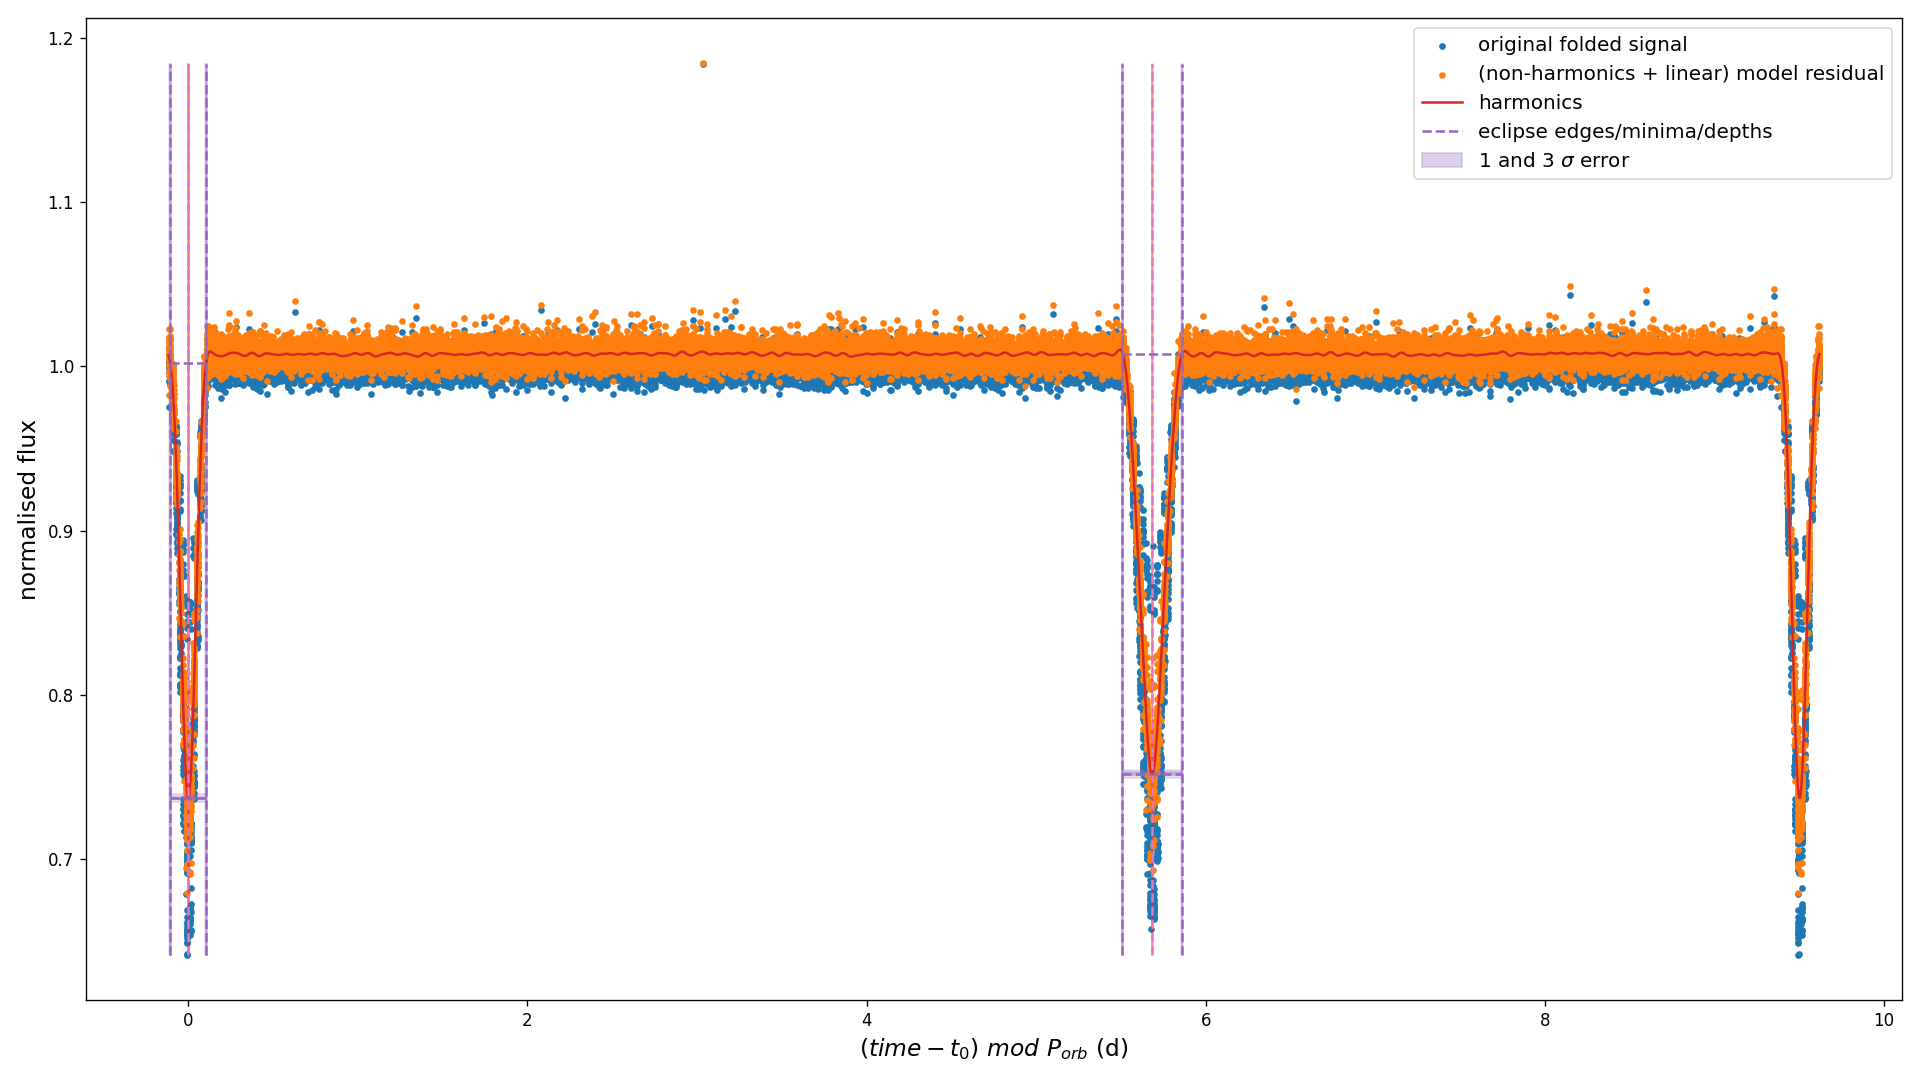 original folded signal
(non-harmonics + linear) model residual
harmonics
eclipse edges/minima/depths
1 and 3 σ error
normalised flux
1.2
1.1
1.0
0.9
0.8
0.7
0 2 4 6 8 10
(time − t₀) mod Pₒᵣb (d)